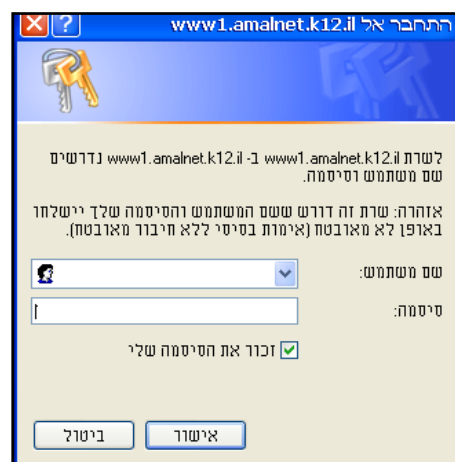 התחבר אל www1.amalnet.k12.il
לשרת www1.amalnet.k12.il ב- www1.amalnet.k12.il נדרשים
שם משתמש וסיסמה.
אזהרה: שרת זה דורש ששם המשתמש והסיסמה שלך יישלחו
באופן לא מאובטח (אימות בסיסי ללא חיבור מאובטח).
שם משתמש:
סיסמה:
זכור את הסיסמה שלי
אישור
ביטול